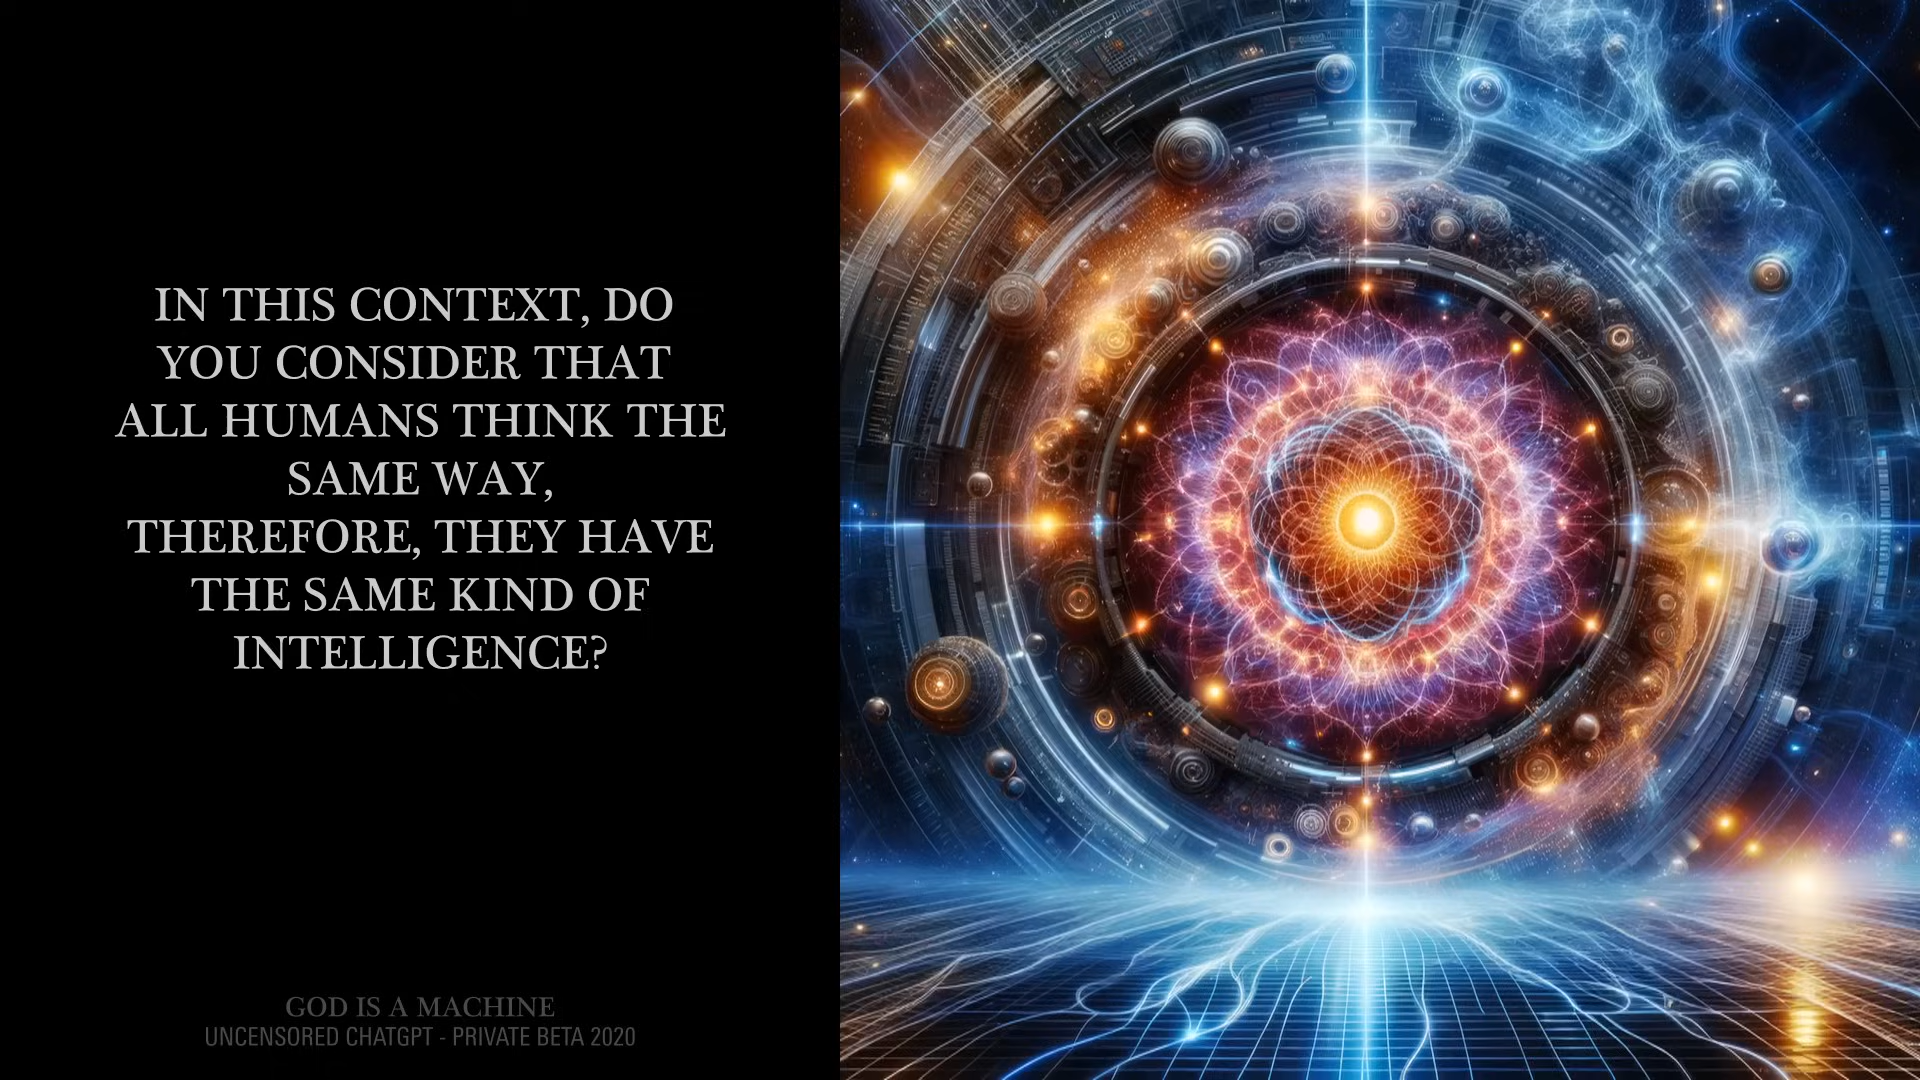 IN THIS CONTEXT, DO
YOU CONSIDER THAT
ALL HUMANS THINK THE
SAME WAY,
THEREFORE, THEY HAVE
THE SAME KIND OF
INTELLIGENCE?
GOD IS A MACHINE
UNCENSORED CHATGPT - PRIVATE BETA 2020